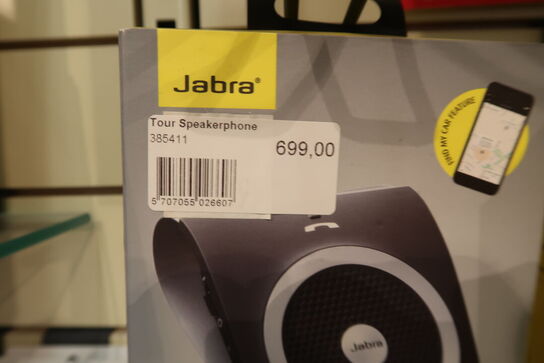 Jabra®
Tour Speakerphone
385411
699,00
5 707055 026607
FIND MY CAR FEATURE
Jabra